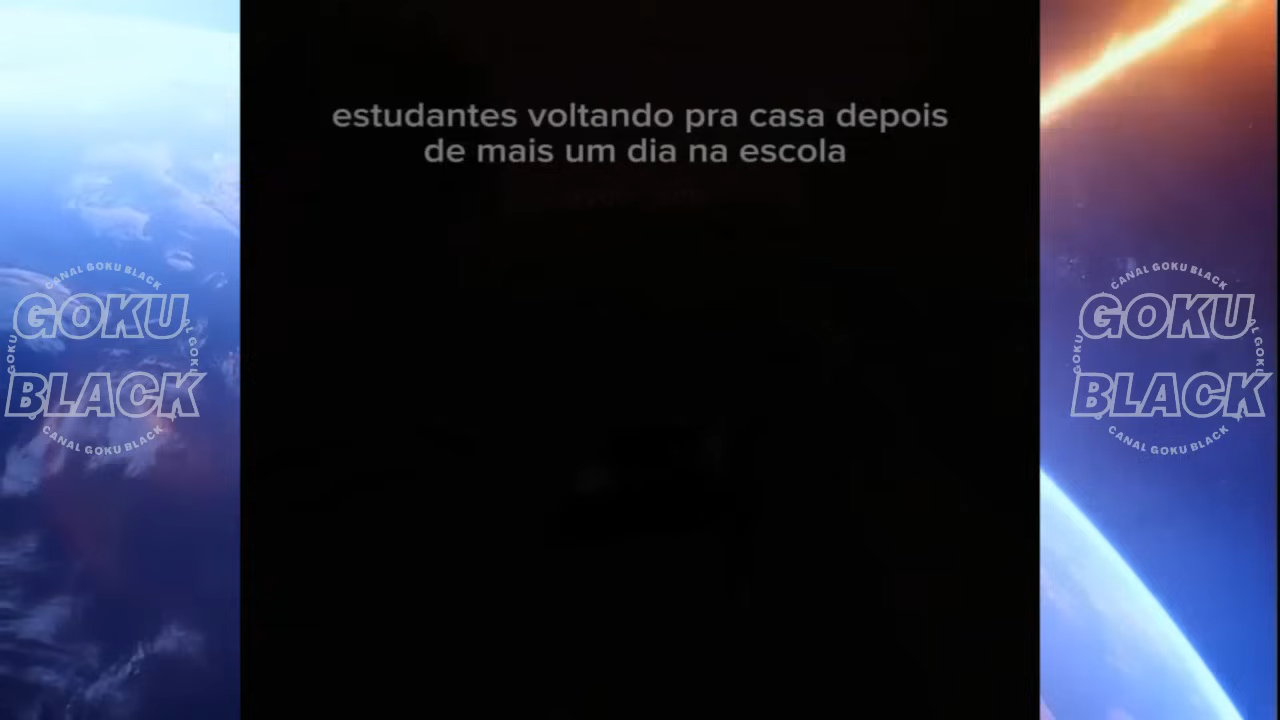 estudantes voltando pra casa depois
de mais um dia na escola
CANAL GOKU BLACK
GOKU
BLACK
CANAL GOKU BLACK
CANAL GOKU BLACK
GOKU
BLACK
CANAL GOKU BLACK